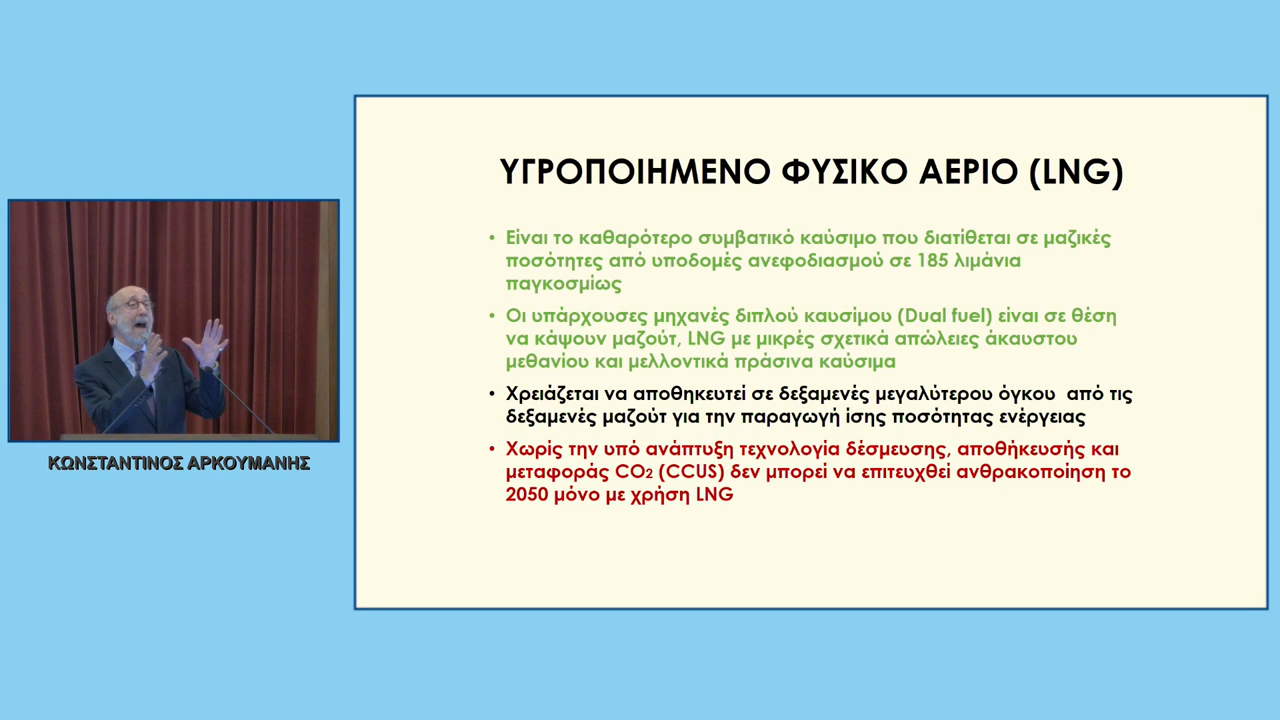 ΥΓΡΟΠΟΙΗΜΕΝΟ ΦΥΣΙΚΟ ΑΕΡΙΟ (LNG)
• Είναι το καθαρότερο συμβατικό καύσιμο που διατίθεται σε μαζικές
ποσότητες από υποδομές ανεφοδιασμού σε 185 λιμάνια
παγκοσμίως
• Οι υπάρχουσες μηχανές διπλού καυσίμου (Dual fuel) είναι σε θέση
να κάψουν μαζούτ, LNG με μικρές σχετικά απώλειες άκαυστου
μεθανίου και μελλοντικά πράσινα καύσιμα
• Χρειάζεται να αποθηκευτεί σε δεξαμενές μεγαλύτερου όγκου από τις
δεξαμενές μαζούτ για την παραγωγή ίσης ποσότητας ενέργειας
• Χωρίς την υπό ανάπτυξη τεχνολογία δέσμευσης, αποθήκευσής και
μεταφοράς CO₂ (CCUS) δεν μπορεί να επιτευχθεί ανθρακοποίηση το
2050 μόνο με χρήση LNG
ΚΩΝΣΤΑΝΤΙΝΟΣ ΑΡΚΟΥΜΑΝΗΣ